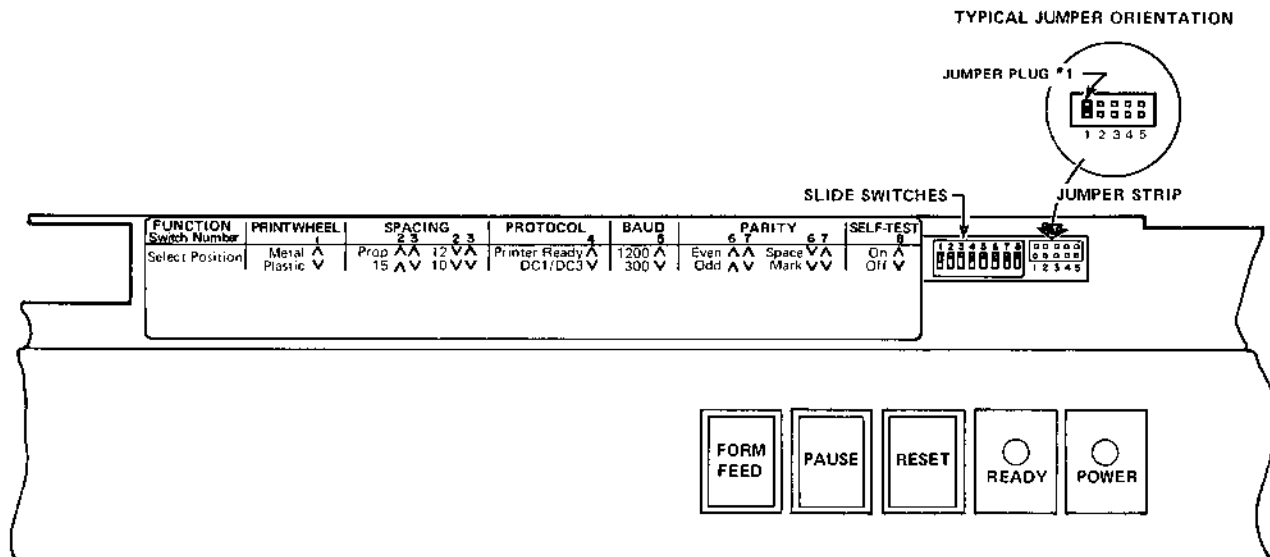 TYPICAL JUMPER ORIENTATION
JUMPER PLUG #1
1 2 3 4 5
SLIDE SWITCHES
JUMPER STRIP
FUNCTION PRINTWHEEL SPACING PROTOCOL BAUD PARITY SELF-TEST
Switch Number 1 2 3 2 3 4 5 6 7 6 7 8
Select Position Metal ∧ Prop ∧∧ 12 ∨∧ Printer Ready ∧ 1200 ∧ Even ∧∧ Space ∨∧ On ∧
Plastic ∨ 15 ∧∨ 10 ∨∨ DC1/DC3 ∨ 300 ∨ Odd ∧∨ Mark ∨∨ Off ∨
1 2 3 4 5 6 7 8
1 2 3 4 5
FORM
FEED
PAUSE
RESET
READY
POWER